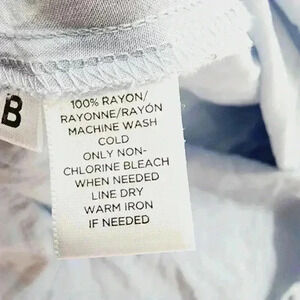 B
100% RAYON/
RAYONNE/RAYÓN
MACHINE WASH
COLD
ONLY NON-
CHLORINE BLEACH
WHEN NEEDED
LINE DRY
WARM IRON
IF NEEDED